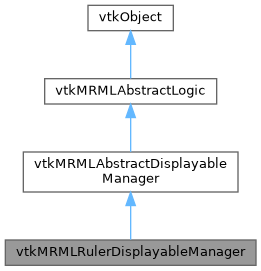 vtkObject
vtkMRMLAbstractLogic
vtkMRMLAbstractDisplayable
Manager
vtkMRMLRulerDisplayableManager